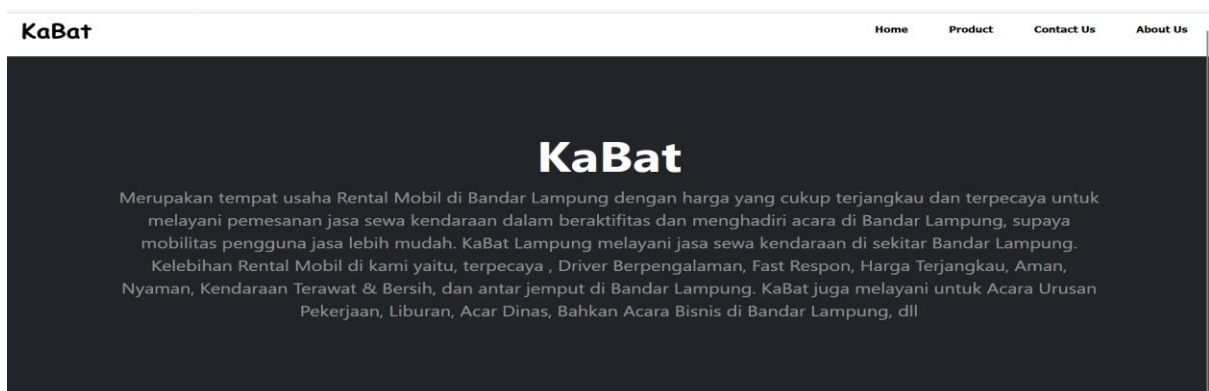 KaBat Home Product Contact Us About Us
KaBat
Merupakan tempat usaha Rental Mobil di Bandar Lampung dengan harga yang cukup terjangkau dan terpecaya untuk
melayani pemesanan jasa sewa kendaraan dalam beraktifitas dan menghadiri acara di Bandar Lampung, supaya
mobilitas pengguna jasa lebih mudah. KaBat Lampung melayani jasa sewa kendaraan di sekitar Bandar Lampung.
Kelebihan Rental Mobil di kami yaitu, terpecaya , Driver Berpengalaman, Fast Respon, Harga Terjangkau, Aman,
Nyaman, Kendaraan Terawat & Bersih, dan antar jemput di Bandar Lampung. KaBat juga melayani untuk Acara Urusan
Pekerjaan, Liburan, Acar Dinas, Bahkan Acara Bisnis di Bandar Lampung, dll